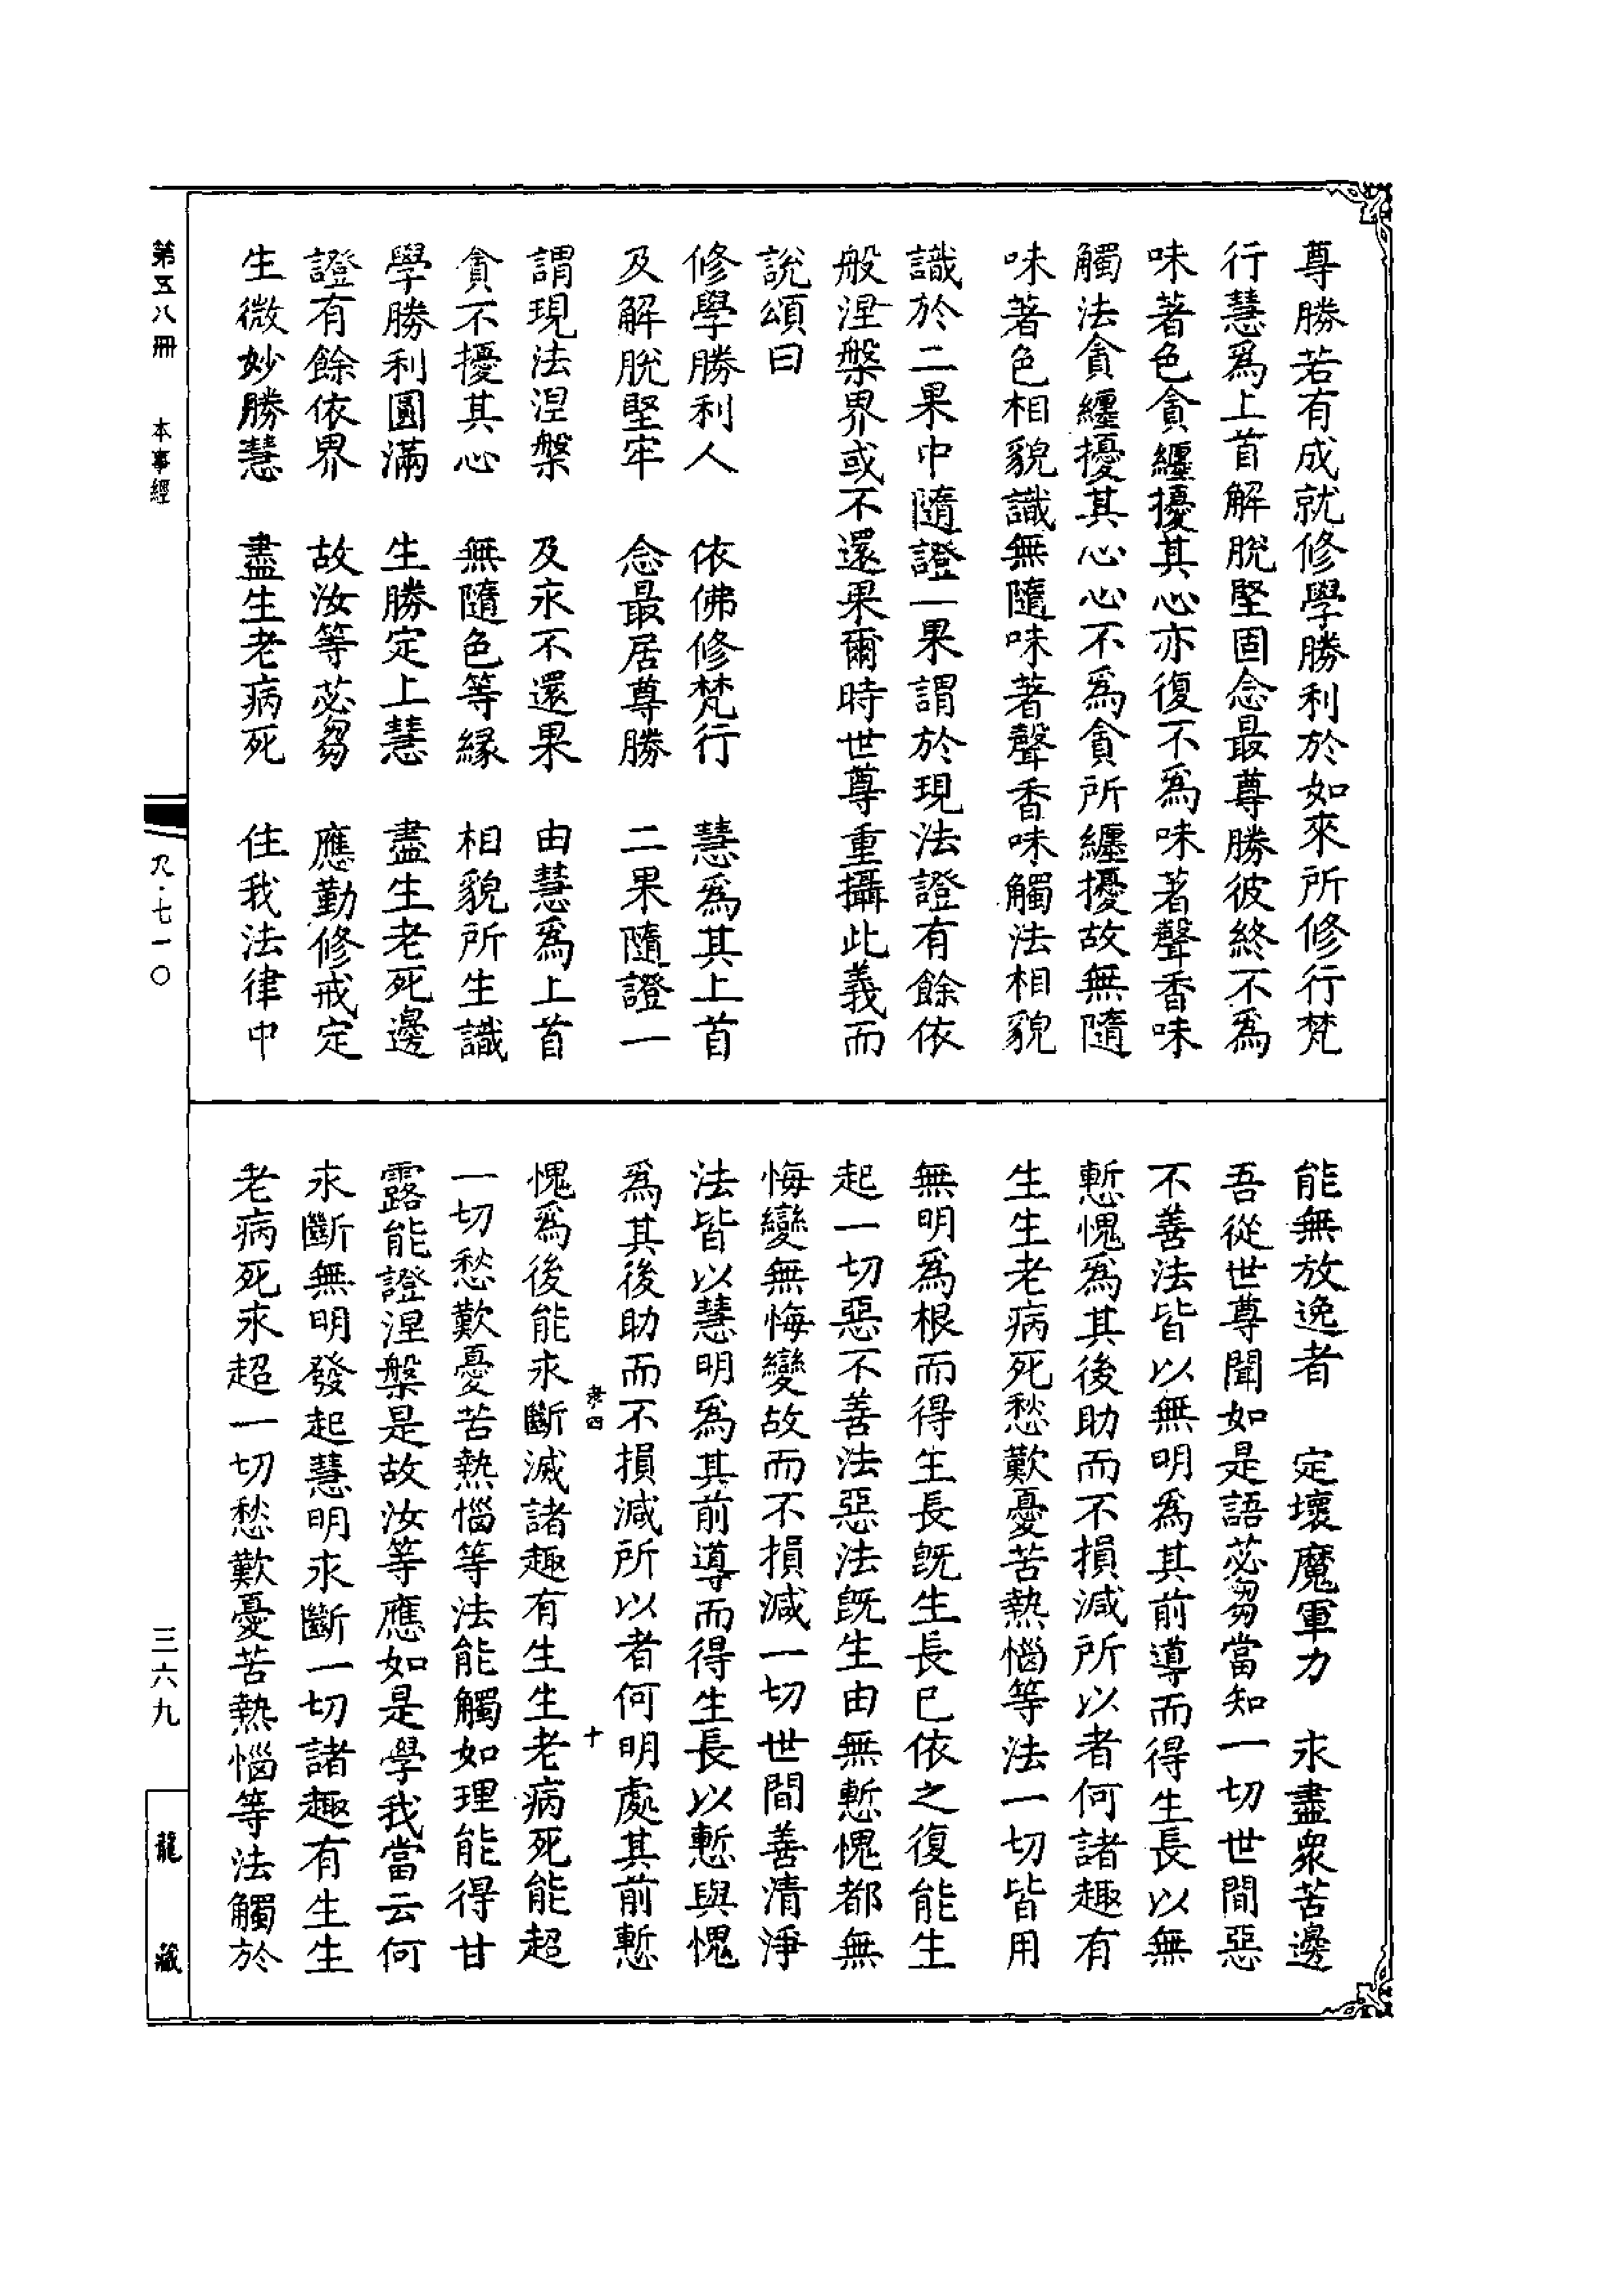 尊勝若有成就修學勝利於如來所修行梵
行慧爲上首解脫堅固念最尊勝彼終不爲
味著色貪纏擾其心亦復不爲味著聲香味
觸法貪纏擾其心心不爲貪所纏擾故無隨
味著色相貌識無隨味著聲香味觸法相貌
識於二果中隨證一果謂於現法證有餘依
般涅槃界或不還果爾時世尊重攝此義而
說頌曰
修學勝利人　依佛修梵行　慧爲其上首
及解脫堅牢　念最居尊勝　二果隨證一
謂現法涅槃　及永不還果　由慧爲上首
貪不擾其心　無隨色等緣　相貌所生識
學勝利圓滿　生勝定上慧　盡生老死邊
證有餘依界　故汝等苾芻　應勤修戒定
生微妙勝慧　盡生老病死　住我法律中
能無放逸者　定壞魔軍力　求盡衆苦邊
吾從世尊聞如是語苾芻當知一切世間惡
不善法皆以無明爲其前導而得生長以無
慙愧爲其後助而不損減所以者何諸趣有
生生老病死愁歎憂苦熱惱等法一切皆用
無明爲根而得生長旣生長已依之復能生
起一切惡不善法惡法旣生由無慙愧都無
悔變無悔變故而不損減一切世間善清淨
法皆以慧明爲其前導而得生長以慙與愧
爲其後助而不損減所以者何明處其前慙
愧爲後能永斷滅諸趣有生生老病死能超
一切愁歎憂苦熱惱等法能觸如理能得甘
露能證涅槃是故汝等應如是學我當云何
求斷無明發起慧明永斷一切諸趣有生生
老病死求超一切愁歎憂苦熱惱等法觸於
十
第五八冊　本事經
七一〇
三六九
龍藏